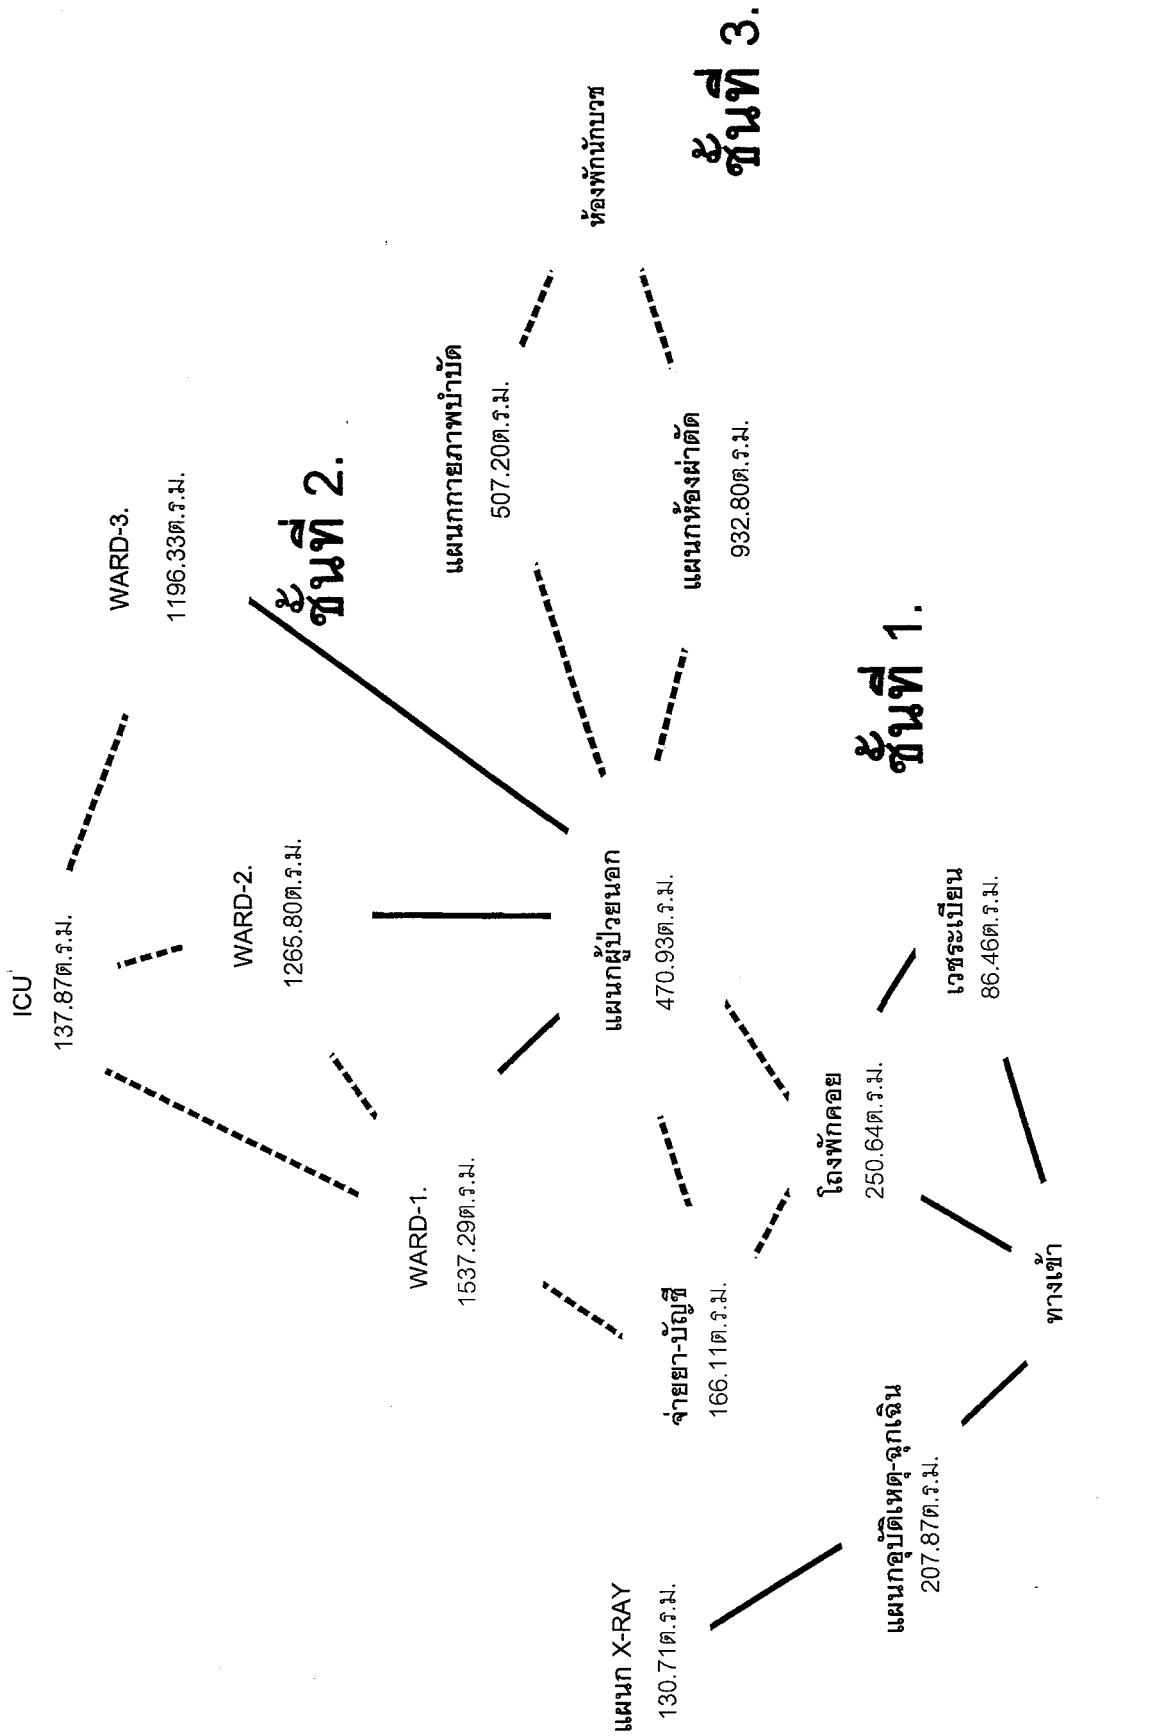 ICU
137.87ต.ร.ม.
WARD-3.
1196.33ต.ร.ม.
WARD-2.
1265.80ต.ร.ม.
ชั้นที่ 2.
WARD-1.
1537.29ต.ร.ม.
แผนกกายภาพบำบัด
507.20ต.ร.ม.
ห้องพักนักบวช
แผนก X-RAY
130.71ต.ร.ม.
จ่ายยา-บัญชี
166.11ต.ร.ม.
แผนกผู้ป่วยนอก
470.93ต.ร.ม.
แผนกห้องผ่าตัด
932.80ต.ร.ม.
ชั้นที่ 3.
โถงพักคอย
250.64ต.ร.ม.
ชั้นที่ 1.
แผนกอุบัติเหตุ-ฉุกเฉิน
207.87ต.ร.ม.
เวชระเบียน
86.46ต.ร.ม.
ทางเข้า